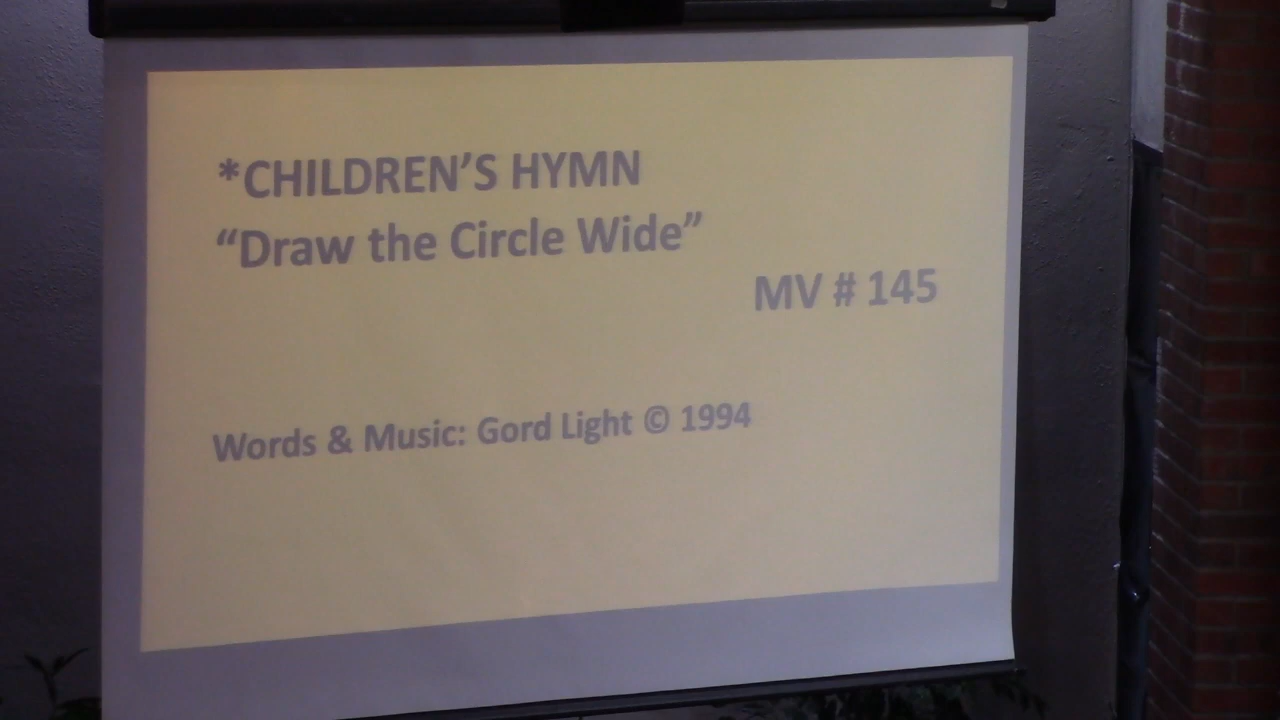 *CHILDREN’S HYMN
“Draw the Circle Wide”
MV # 145
Words & Music: Gord Light © 1994